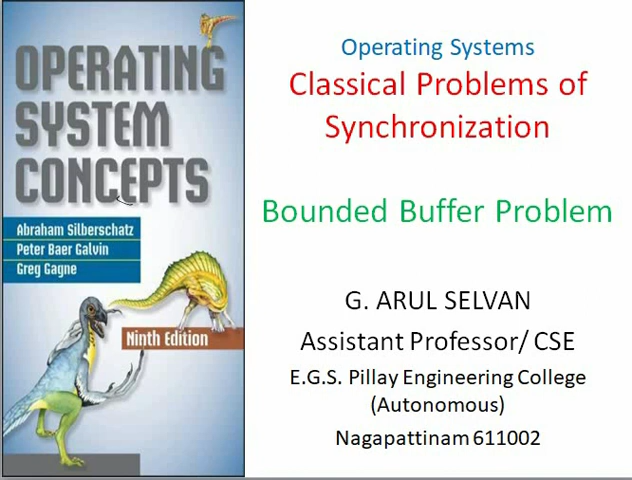 OPERATING
SYSTEM
CONCEPTS
Abraham Silberschatz
Peter Baer Galvin
Greg Gagne
Ninth Edition
Operating Systems
Classical Problems of
Synchronization
Bounded Buffer Problem
G. ARUL SELVAN
Assistant Professor/ CSE
E.G.S. Pillay Engineering College
(Autonomous)
Nagapattinam 611002